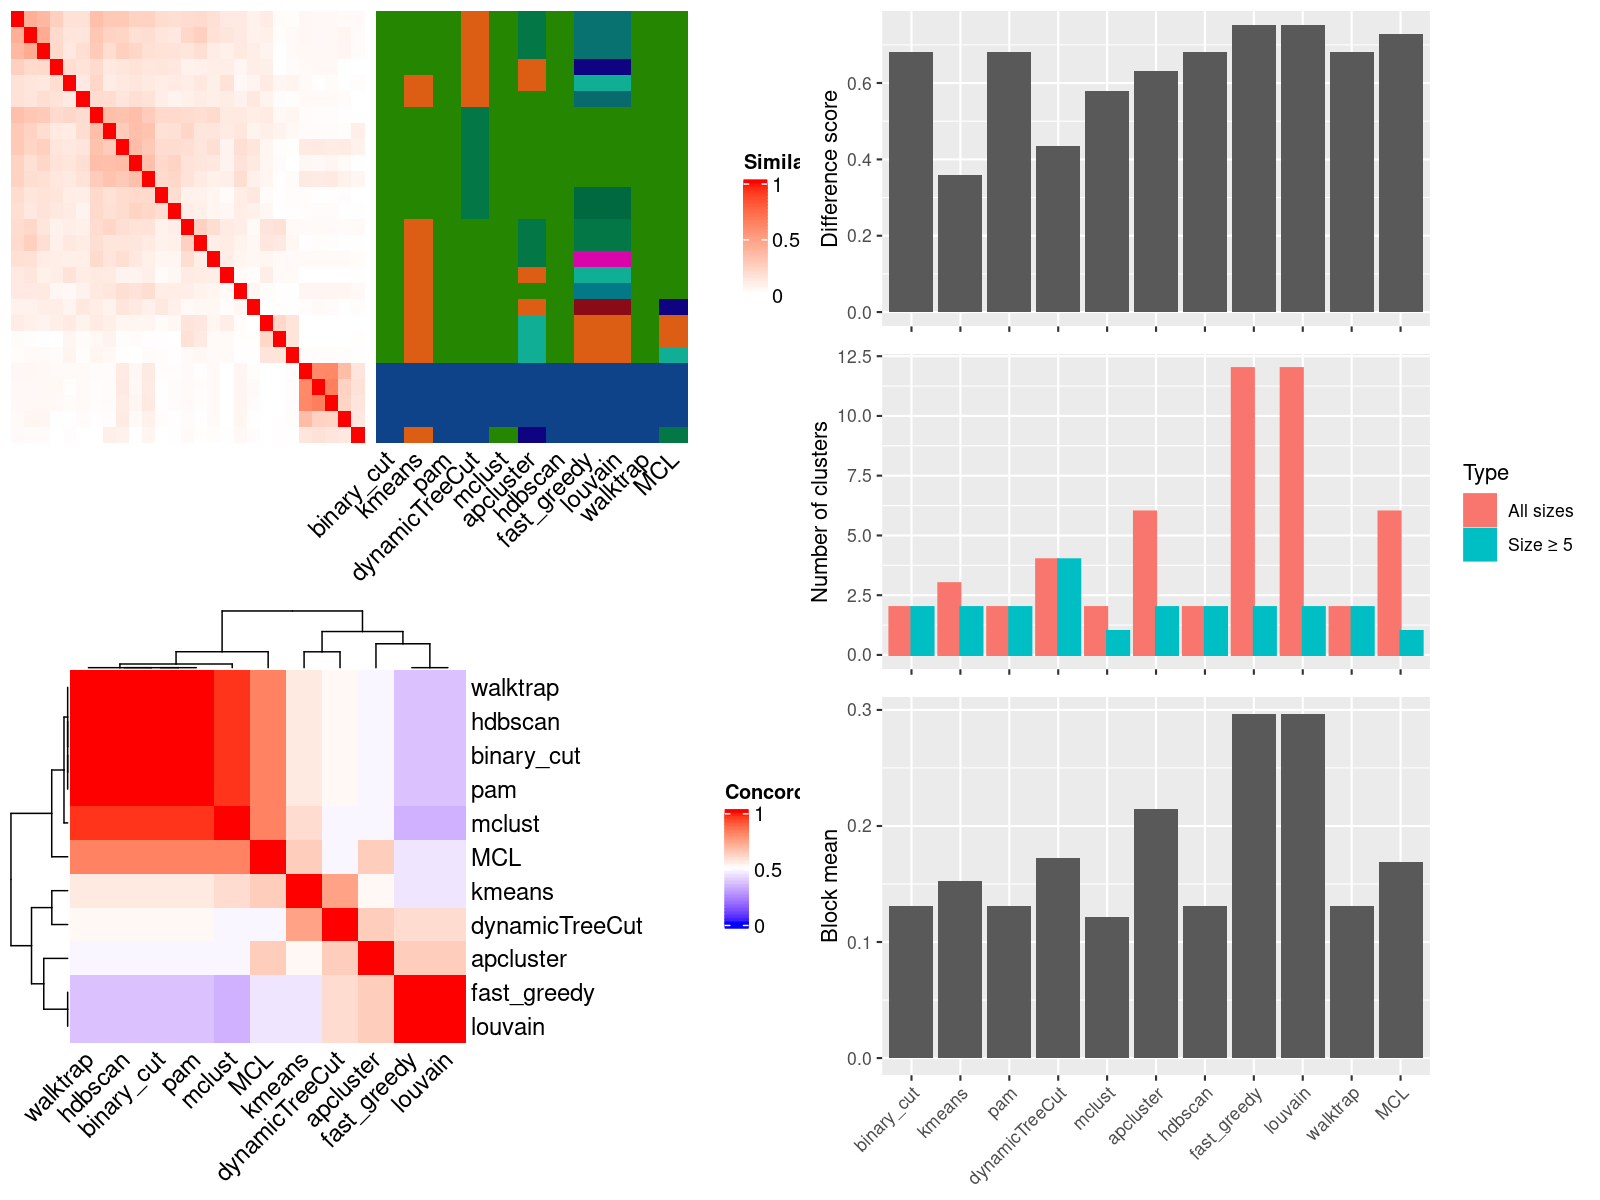 Simila
1
0.5
0
binary_cut
kmeans
pam
dynamicTreeCut
mclust
apcluster
hdbscan
fast_greedy
louvain
walktrap
MCL
walktrap
hdbscan
binary_cut
pam
mclust
MCL
kmeans
dynamicTreeCut
apcluster
fast_greedy
louvain
Concord
1
0.5
0
walktrap
hdbscan
binary_cut
pam
mclust
MCL
kmeans
dynamicTreeCut
apcluster
fast_greedy
louvain
Difference score
0.6
0.4
0.2
0.0
Number of clusters
12.5
10.0
7.5
5.0
2.5
0.0
Type
All sizes
Size ≥ 5
Block mean
0.3
0.2
0.1
0.0
binary_cut
kmeans
pam
dynamicTreeCut
mclust
apcluster
hdbscan
fast_greedy
louvain
walktrap
MCL